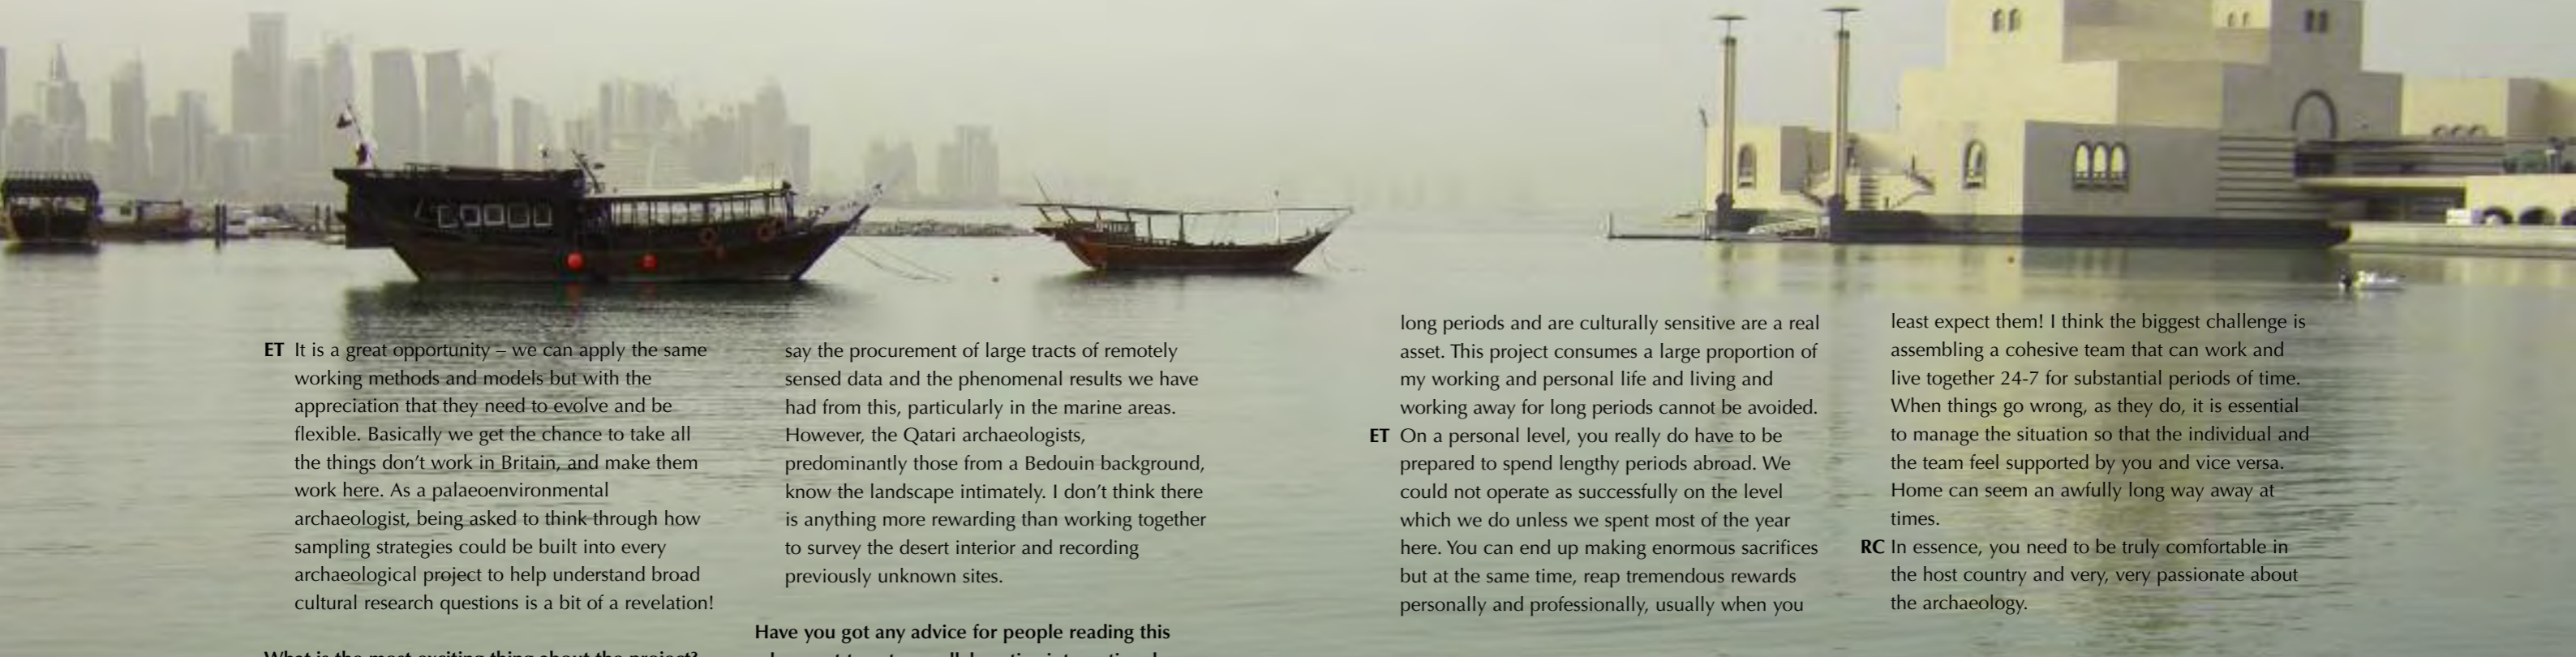 ET It is a great opportunity – we can apply the same
working methods and models but with the
appreciation that they need to evolve and be
flexible. Basically we get the chance to take all
the things don't work in Britain, and make them
work here. As a palaeoenvironmental
archaeologist, being asked to think through how
sampling strategies could be built into every
archaeological project to help understand broad
cultural research questions is a bit of a revelation!
What is the most exciting thing about the project?
say the procurement of large tracts of remotely
sensed data and the phenomenal results we have
had from this, particularly in the marine areas.
However, the Qatari archaeologists,
predominantly those from a Bedouin background,
know the landscape intimately. I don't think there
is anything more rewarding than working together
to survey the desert interior and recording
previously unknown sites.
Have you got any advice for people reading this
long periods and are culturally sensitive are a real
asset. This project consumes a large proportion of
my working and personal life and living and
working away for long periods cannot be avoided.
ET On a personal level, you really do have to be
prepared to spend lengthy periods abroad. We
could not operate as successfully on the level
which we do unless we spent most of the year
here. You can end up making enormous sacrifices
but at the same time, reap tremendous rewards
personally and professionally, usually when you
least expect them! I think the biggest challenge is
assembling a cohesive team that can work and
live together 24-7 for substantial periods of time.
When things go wrong, as they do, it is essential
to manage the situation so that the individual and
the team feel supported by you and vice versa.
Home can seem an awfully long way away at
times.
RC In essence, you need to be truly comfortable in
the host country and very, very passionate about
the archaeology.